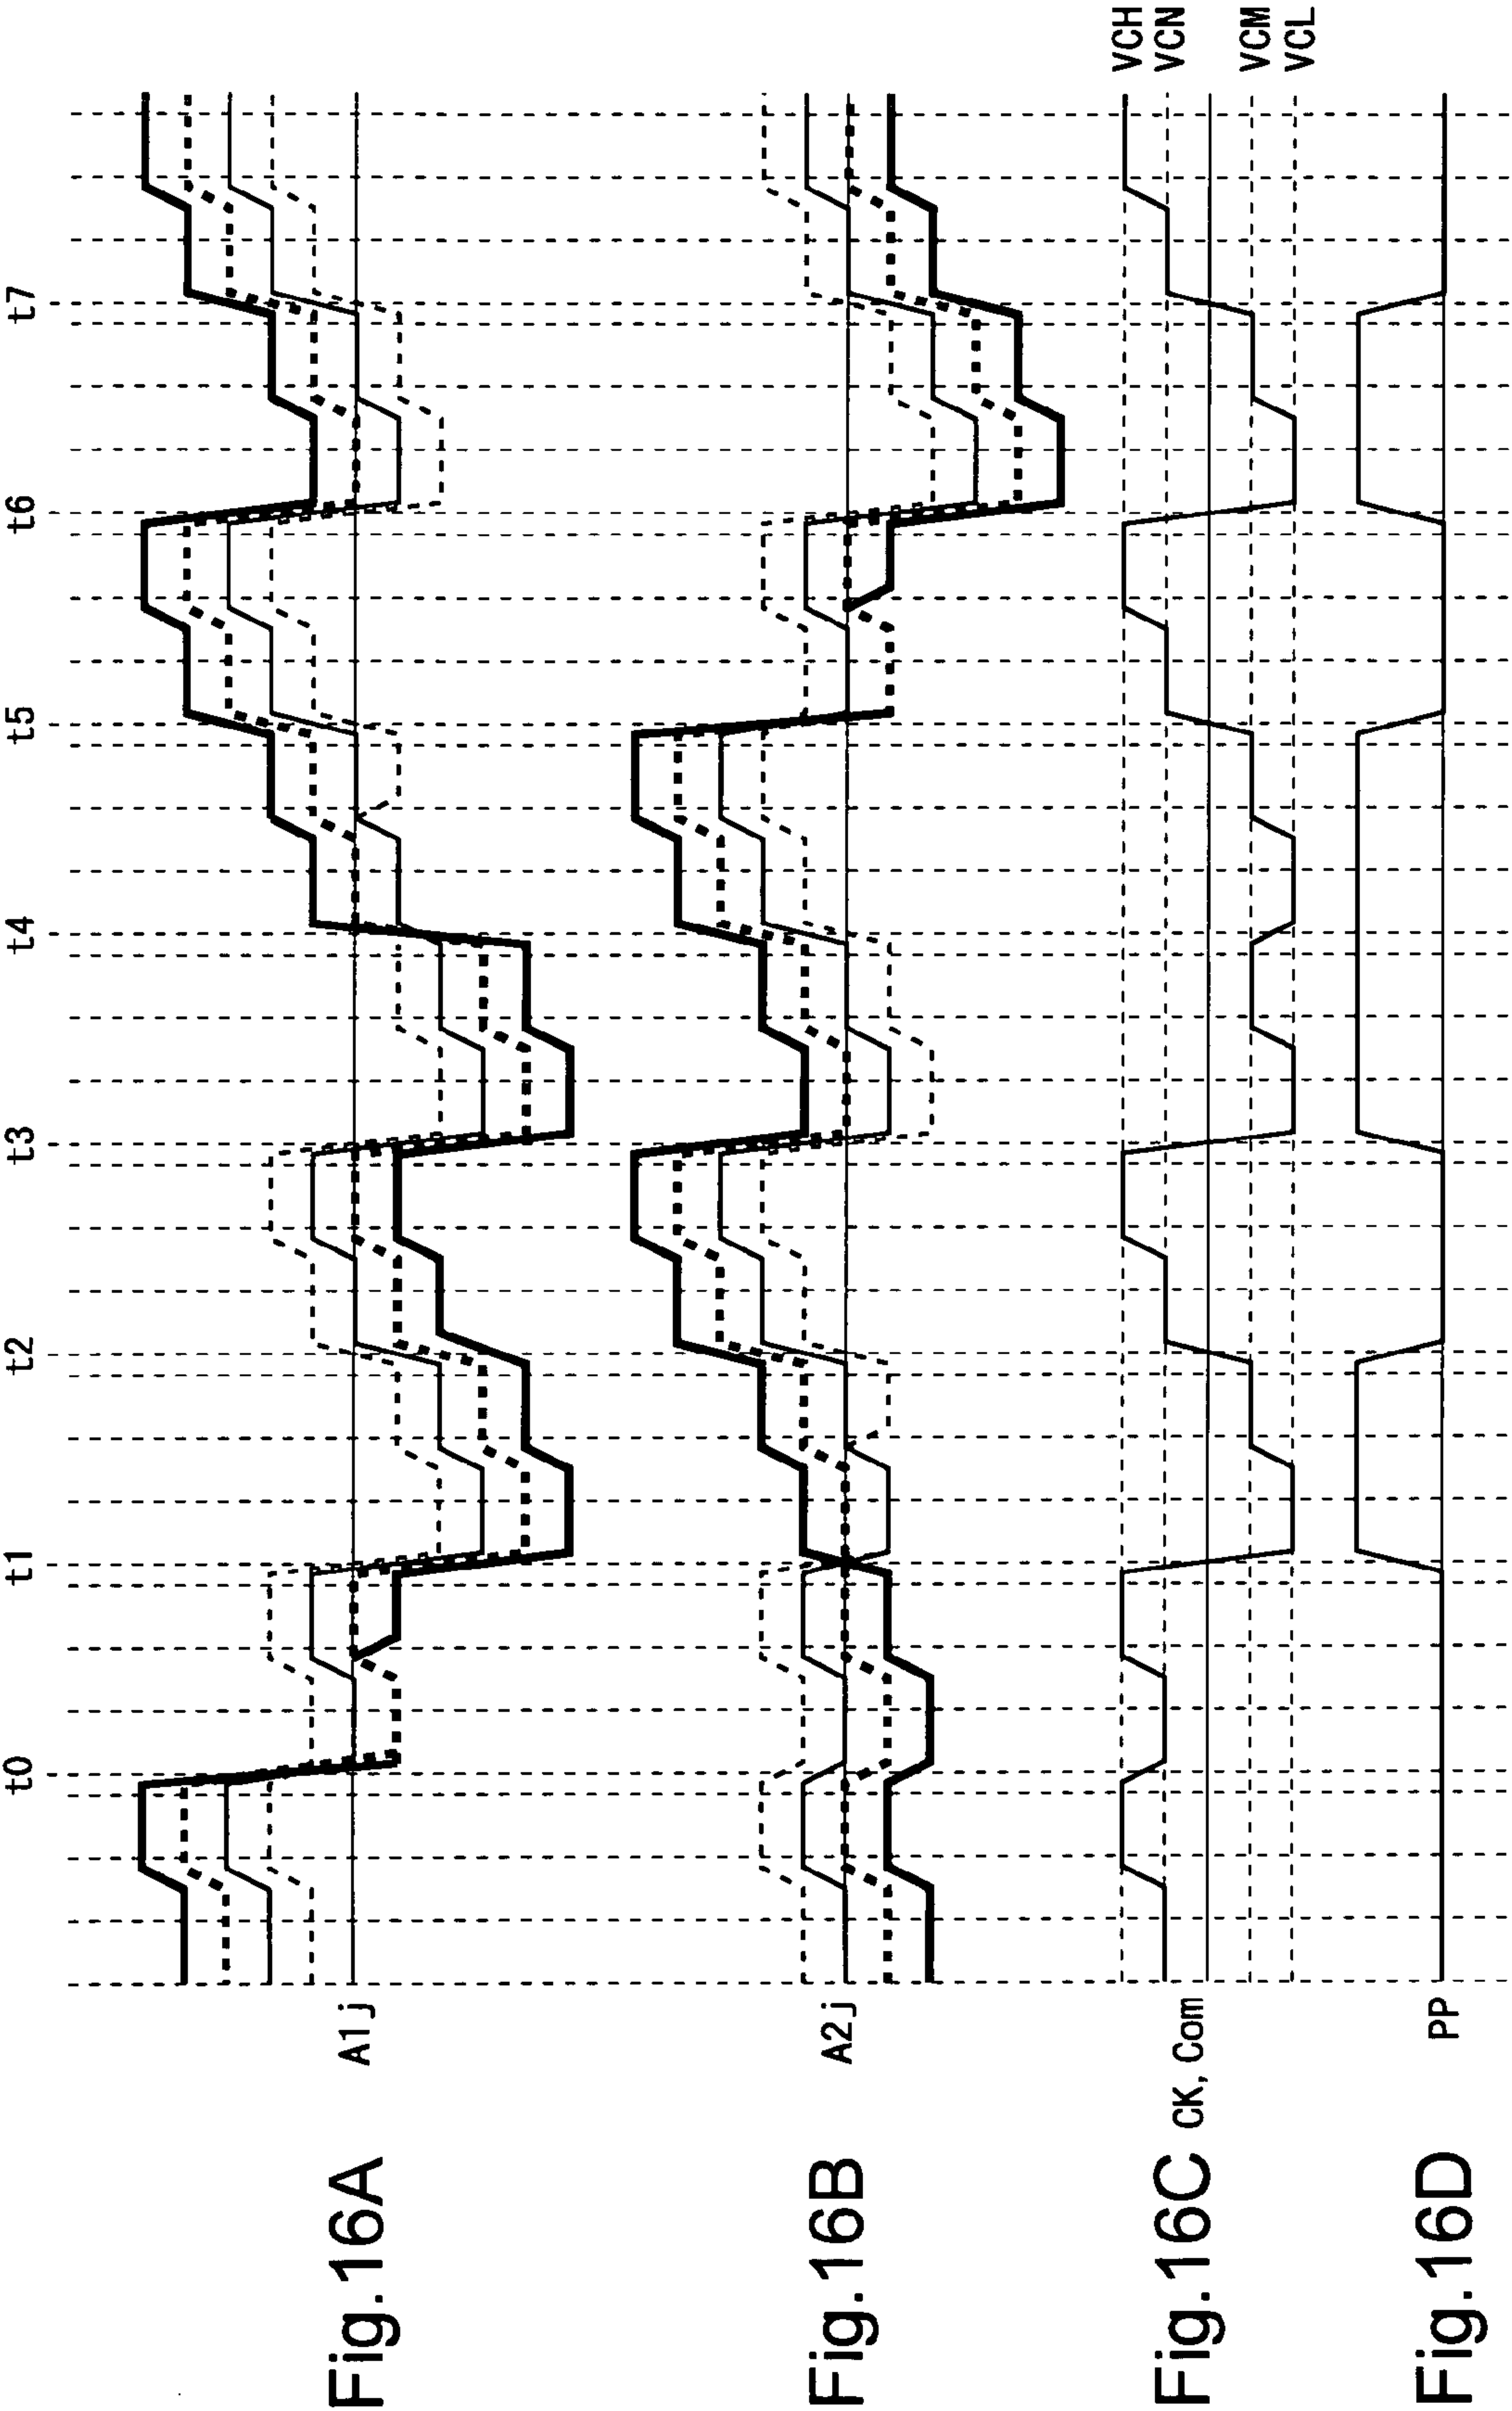 t0 t1 t2 t3 t4 t5 t6 t7
Fig.16A A1j
Fig.16B A2j
Fig.16C CK,Com
VCH
VCN
VCM
VCL
Fig.16D PP